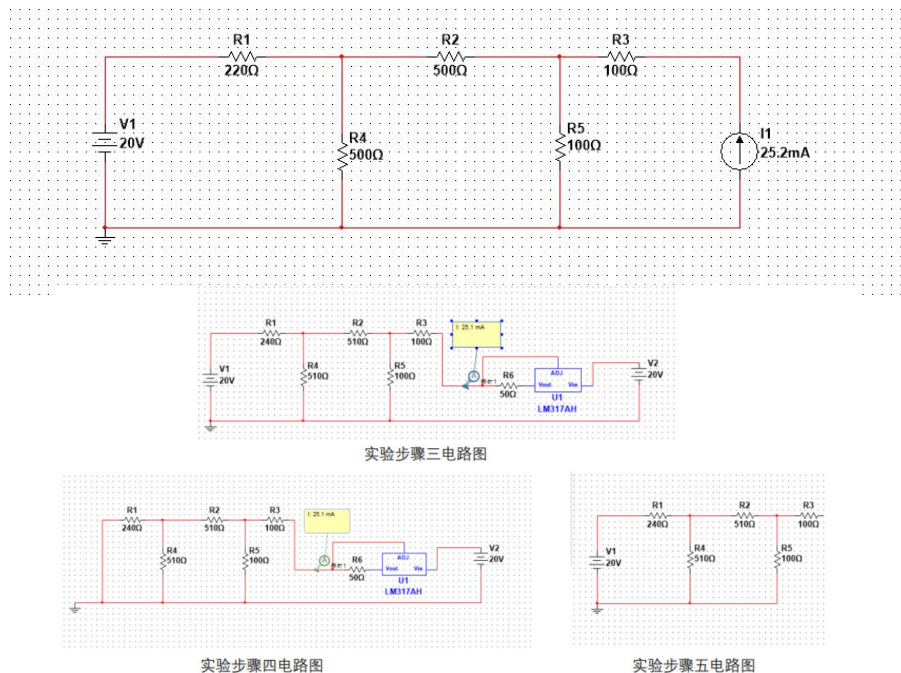 R1
220Ω
R2
500Ω
R3
100Ω
V1
20V
R4
500Ω
R5
100Ω
I1
25.2mA
R1
240Ω
R2
510Ω
R3
100Ω
I: 25.1 mA
V1
20V
R4
510Ω
R5
100Ω
A
R6
50Ω
ADJ
Vout
Vin
U1
LM317AH
V2
20V
实验步骤三电路图
R1
240Ω
R2
510Ω
R3
100Ω
I: 25.1 mA
R4
510Ω
R5
100Ω
A
R6
50Ω
ADJ
Vout
Vin
U1
LM317AH
V2
20V
实验步骤四电路图
R1
240Ω
R2
510Ω
R3
100Ω
V1
20V
R4
510Ω
R5
100Ω
实验步骤五电路图